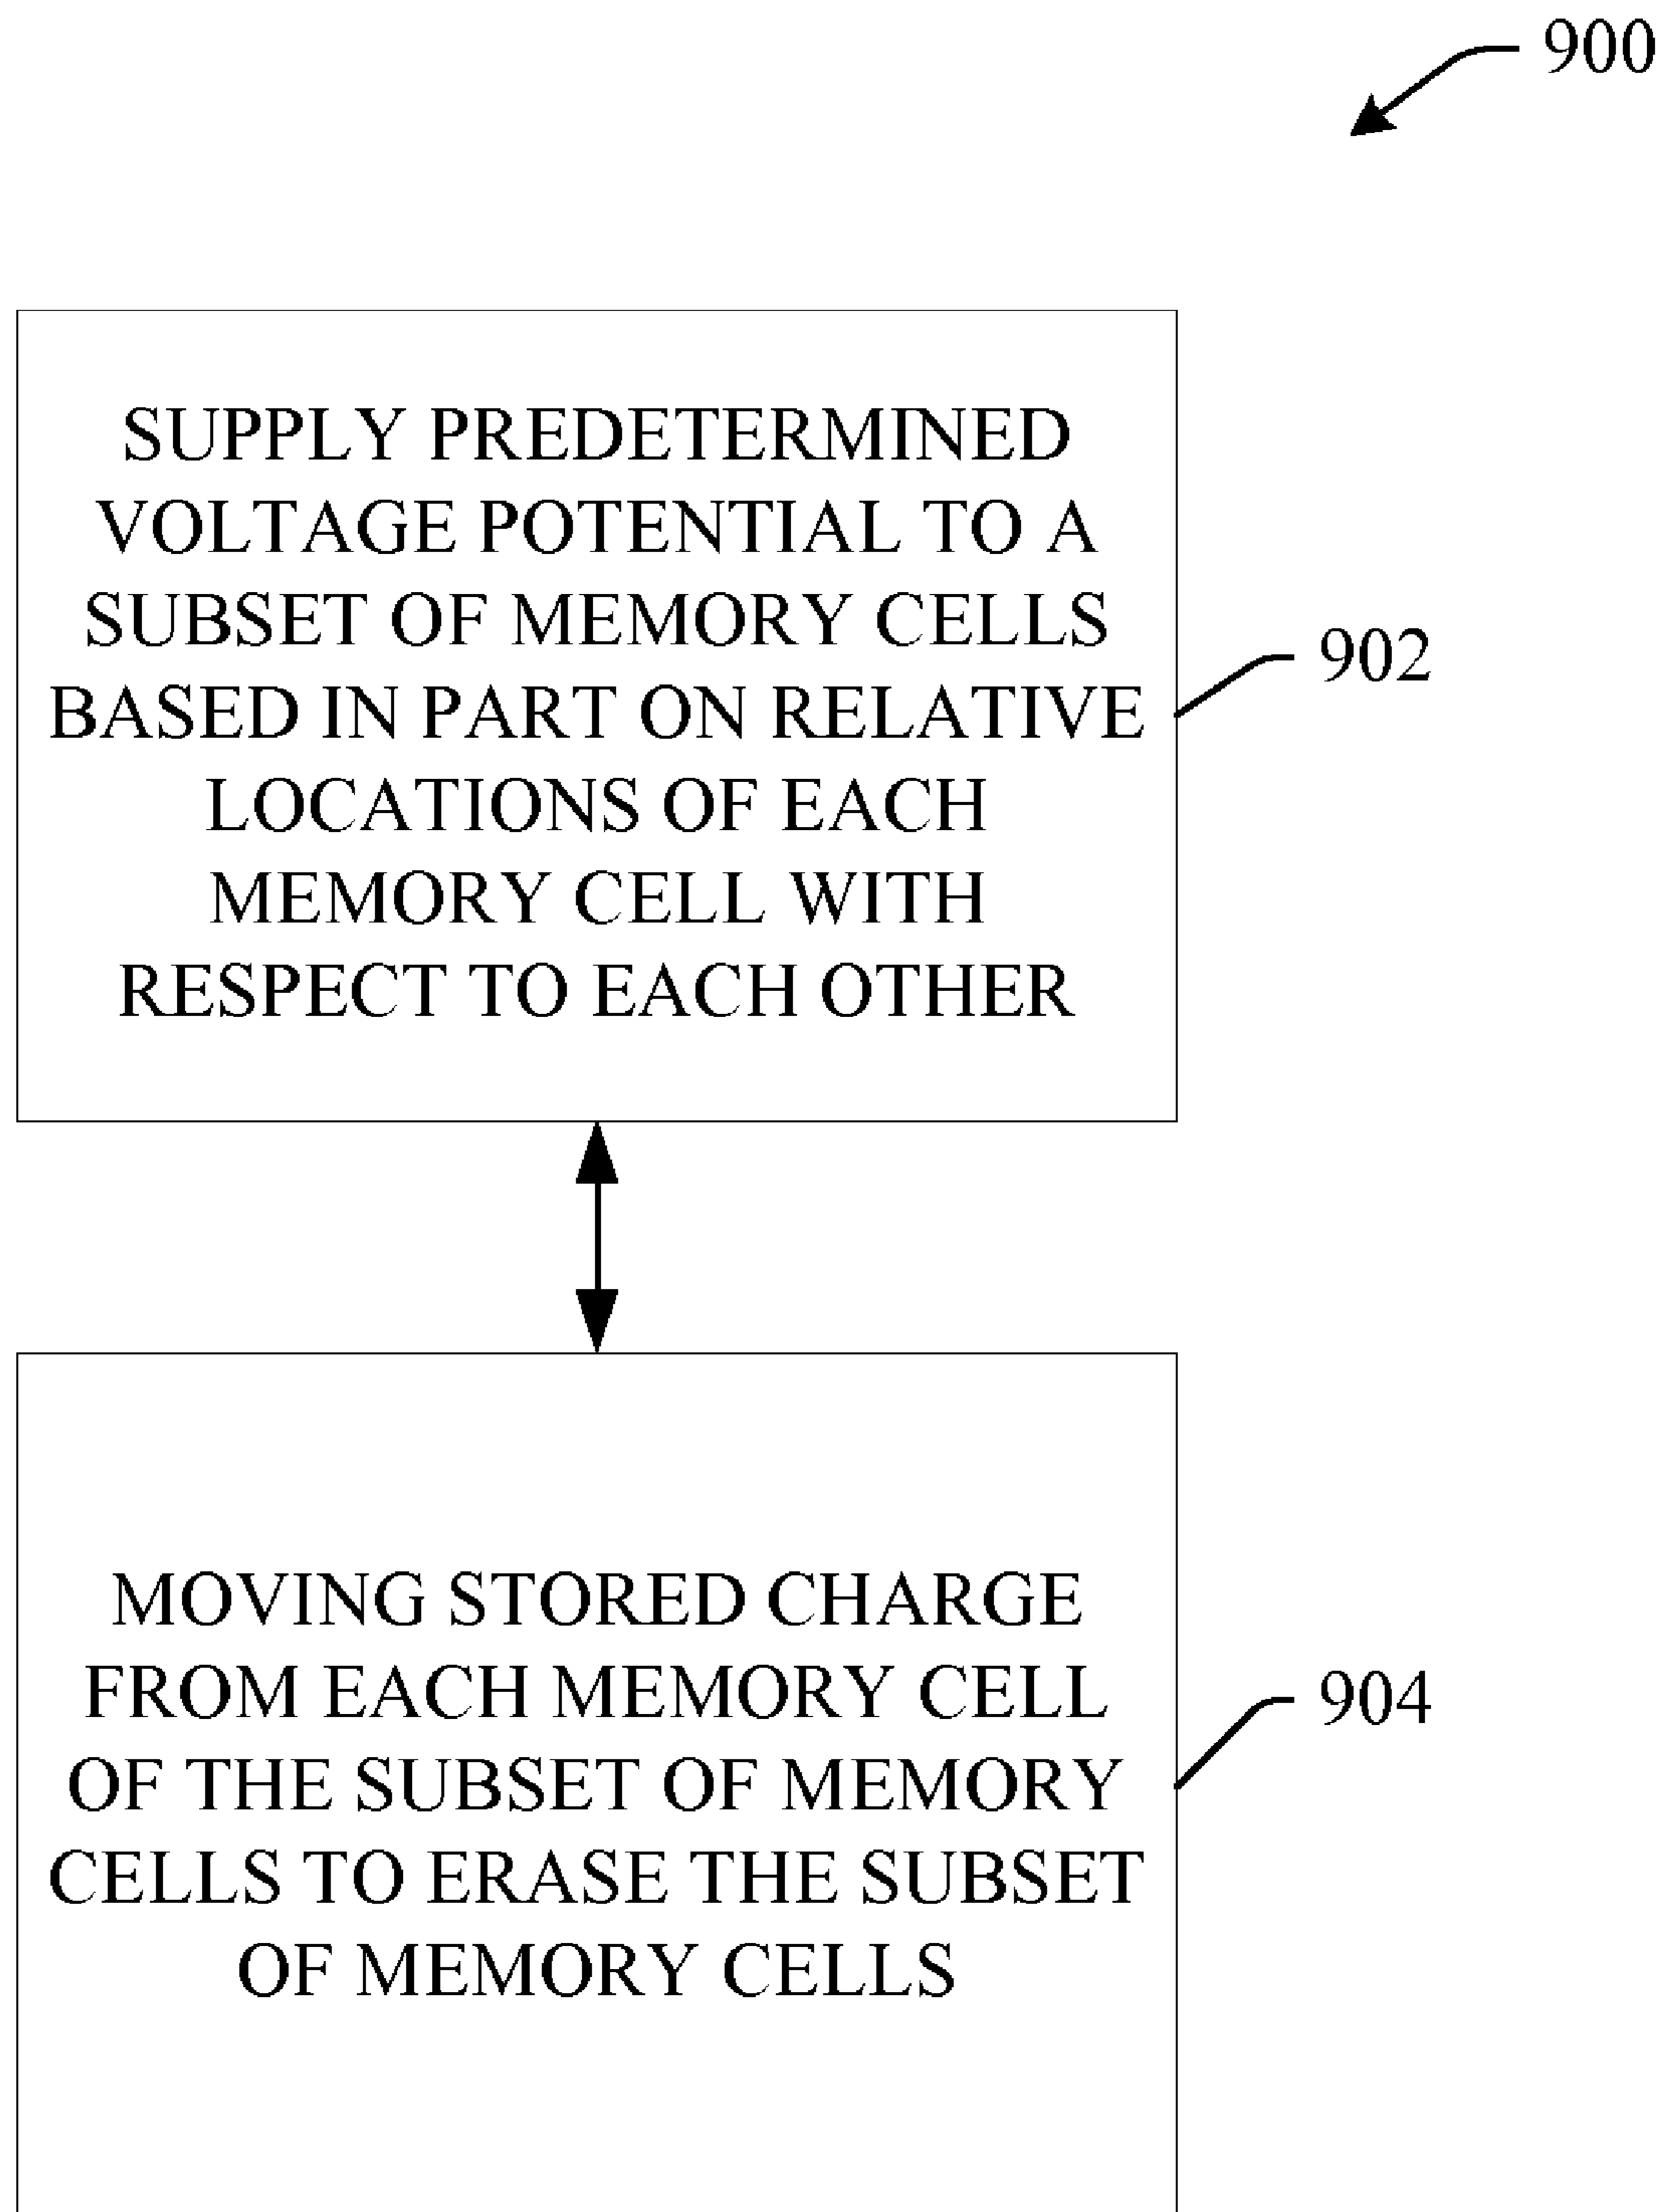 900
SUPPLY PREDETERMINED
VOLTAGE POTENTIAL TO A
SUBSET OF MEMORY CELLS
BASED IN PART ON RELATIVE
LOCATIONS OF EACH
MEMORY CELL WITH
RESPECT TO EACH OTHER
902
MOVING STORED CHARGE
FROM EACH MEMORY CELL
OF THE SUBSET OF MEMORY
CELLS TO ERASE THE SUBSET
OF MEMORY CELLS
904